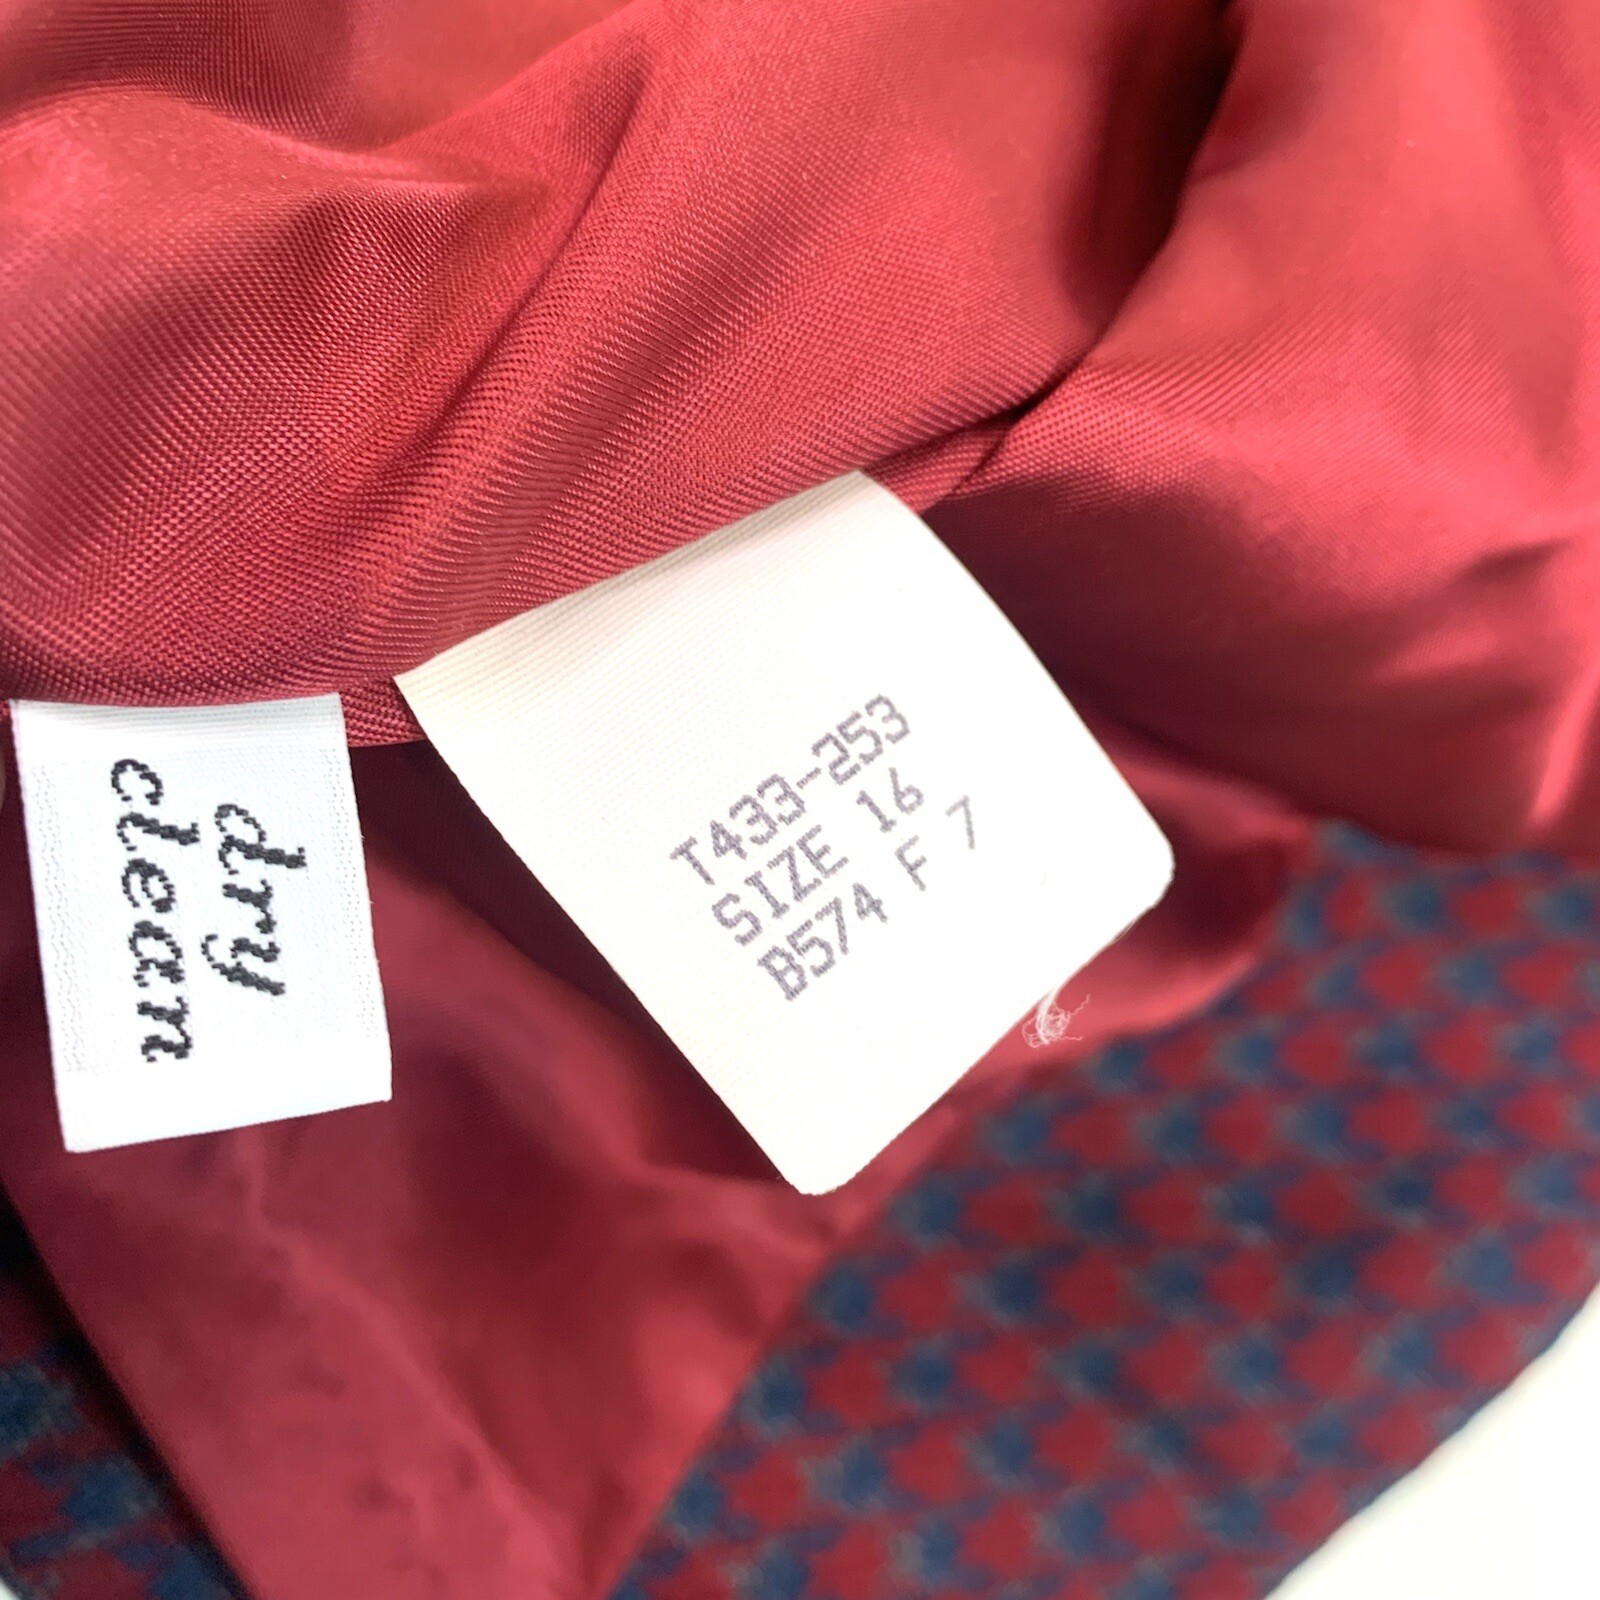 dry
clean
T433-253
SIZE 16
B574 F 7